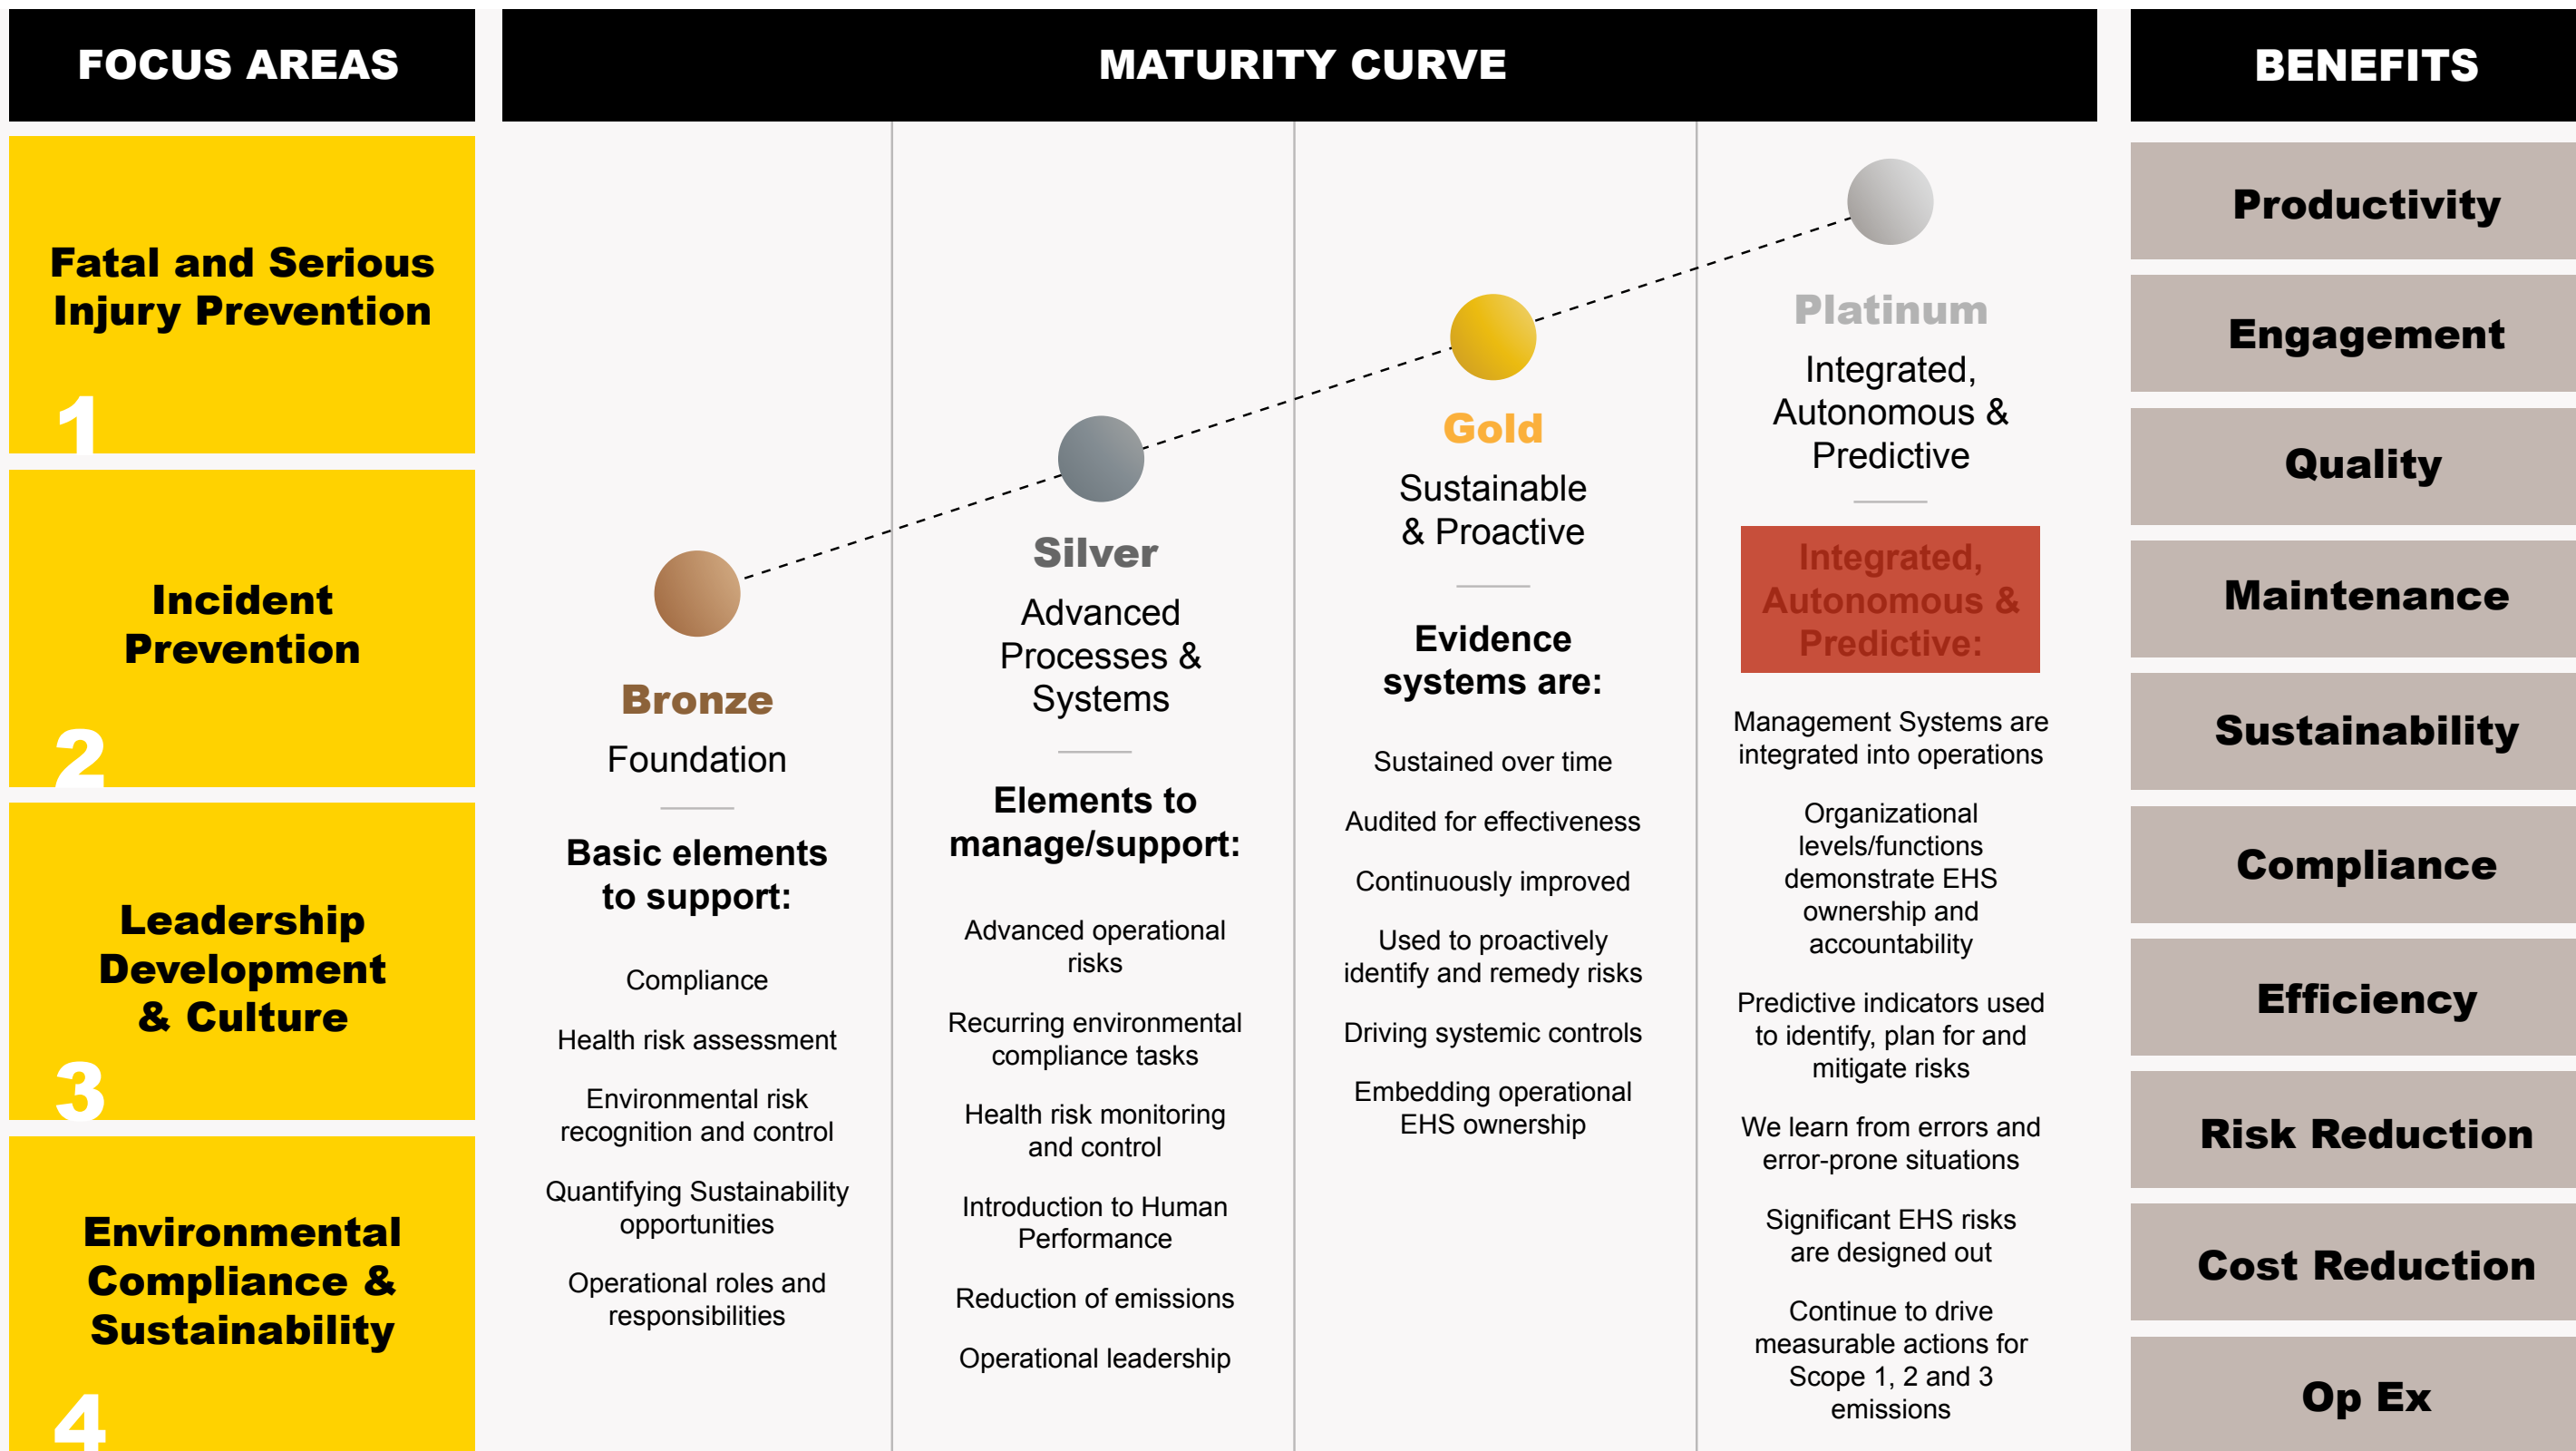 FOCUS AREAS
Fatal and Serious
Injury Prevention
1
Incident
Prevention
2
Leadership
Development
& Culture
3
Environmental
Compliance &
Sustainability
4
MATURITY CURVE
Bronze
Foundation
Basic elements
to support:
Compliance
Health risk assessment
Environmental risk
recognition and control
Quantifying Sustainability
opportunities
Operational roles and
responsibilities
Silver
Advanced
Processes &
Systems
Elements to
manage/support:
Advanced operational
risks
Recurring environmental
compliance tasks
Health risk monitoring
and control
Introduction to Human
Performance
Reduction of emissions
Operational leadership
Gold
Sustainable
& Proactive
Evidence
systems are:
Sustained over time
Audited for effectiveness
Continuously improved
Used to proactively
identify and remedy risks
Driving systemic controls
Embedding operational
EHS ownership
Platinum
Integrated,
Autonomous &
Predictive
Integrated,
Autonomous &
Predictive:
Management Systems are
integrated into operations
Organizational
levels/functions
demonstrate EHS
ownership and
accountability
Predictive indicators used
to identify, plan for and
mitigate risks
We learn from errors and
error-prone situations
Significant EHS risks
are designed out
Continue to drive
measurable actions for
Scope 1, 2 and 3
emissions
BENEFITS
Productivity
Engagement
Quality
Maintenance
Sustainability
Compliance
Efficiency
Risk Reduction
Cost Reduction
Op Ex